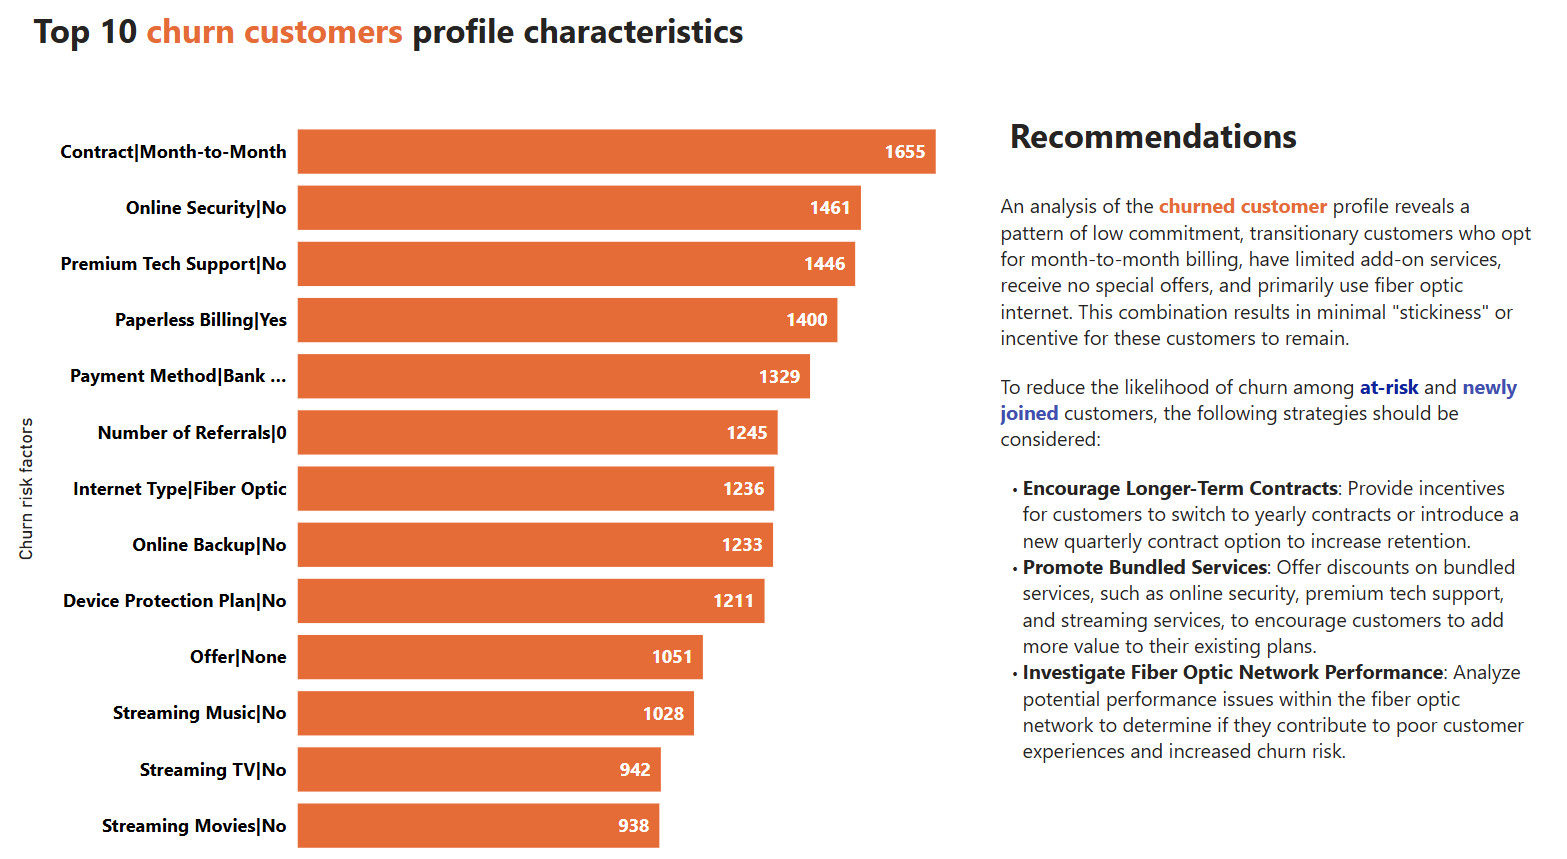 Top 10 churn customers profile characteristics
Churn risk factors
Contract|Month-to-Month 1655
Online Security|No 1461
Premium Tech Support|No 1446
Paperless Billing|Yes 1400
Payment Method|Bank ... 1329
Number of Referrals|0 1245
Internet Type|Fiber Optic 1236
Online Backup|No 1233
Device Protection Plan|No 1211
Offer|None 1051
Streaming Music|No 1028
Streaming TV|No 942
Streaming Movies|No 938
Recommendations
An analysis of the churned customer profile reveals a
pattern of low commitment, transitionary customers who opt
for month-to-month billing, have limited add-on services,
receive no special offers, and primarily use fiber optic
internet. This combination results in minimal "stickiness" or
incentive for these customers to remain.
To reduce the likelihood of churn among at-risk and newly
joined customers, the following strategies should be
considered:
• Encourage Longer-Term Contracts: Provide incentives
for customers to switch to yearly contracts or introduce a
new quarterly contract option to increase retention.
• Promote Bundled Services: Offer discounts on bundled
services, such as online security, premium tech support,
and streaming services, to encourage customers to add
more value to their existing plans.
• Investigate Fiber Optic Network Performance: Analyze
potential performance issues within the fiber optic
network to determine if they contribute to poor customer
experiences and increased churn risk.